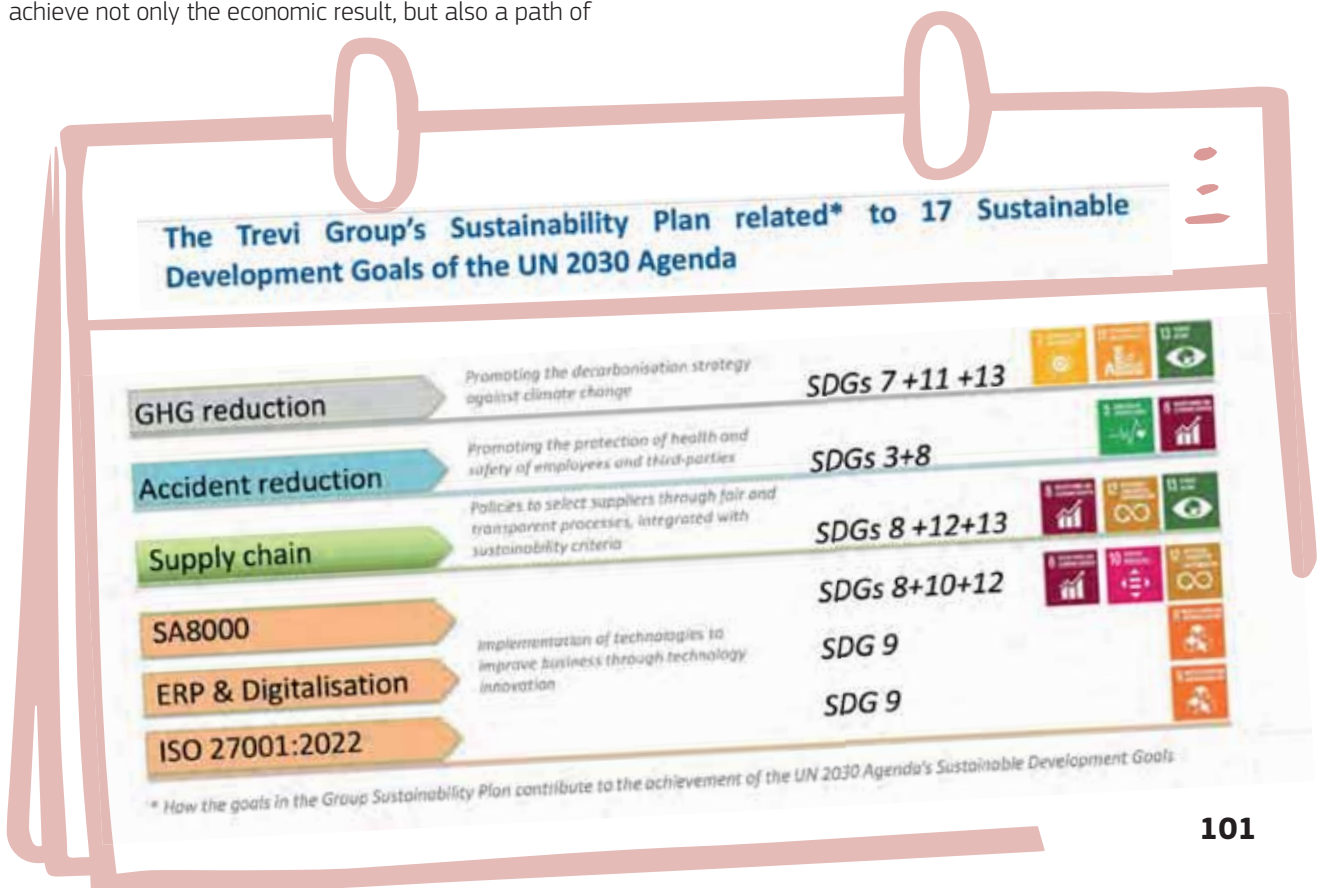 achieve not only the economic result, but also a path of
The Trevi Group's Sustainability Plan related* to 17 Sustainable
Development Goals of the UN 2030 Agenda
GHG reduction
Promoting the decarbonisation strategy
against climate change
SDGs 7 +11 +13
Accident reduction
Promoting the protection of health and
safety of employees and third-parties
SDGs 3+8
Supply chain
Policies to select suppliers through fair and
transparent processes, integrated with
sustainability criteria
SDGs 8 +12+13
SA8000
SDGs 8+10+12
ERP & Digitalisation
Implementation of technologies to
improve business through technology
innovation
SDG 9
ISO 27001:2022
SDG 9
* How the goals in the Group Sustainability Plan contribute to the achievement of the UN 2030 Agenda's Sustainable Development Goals
101